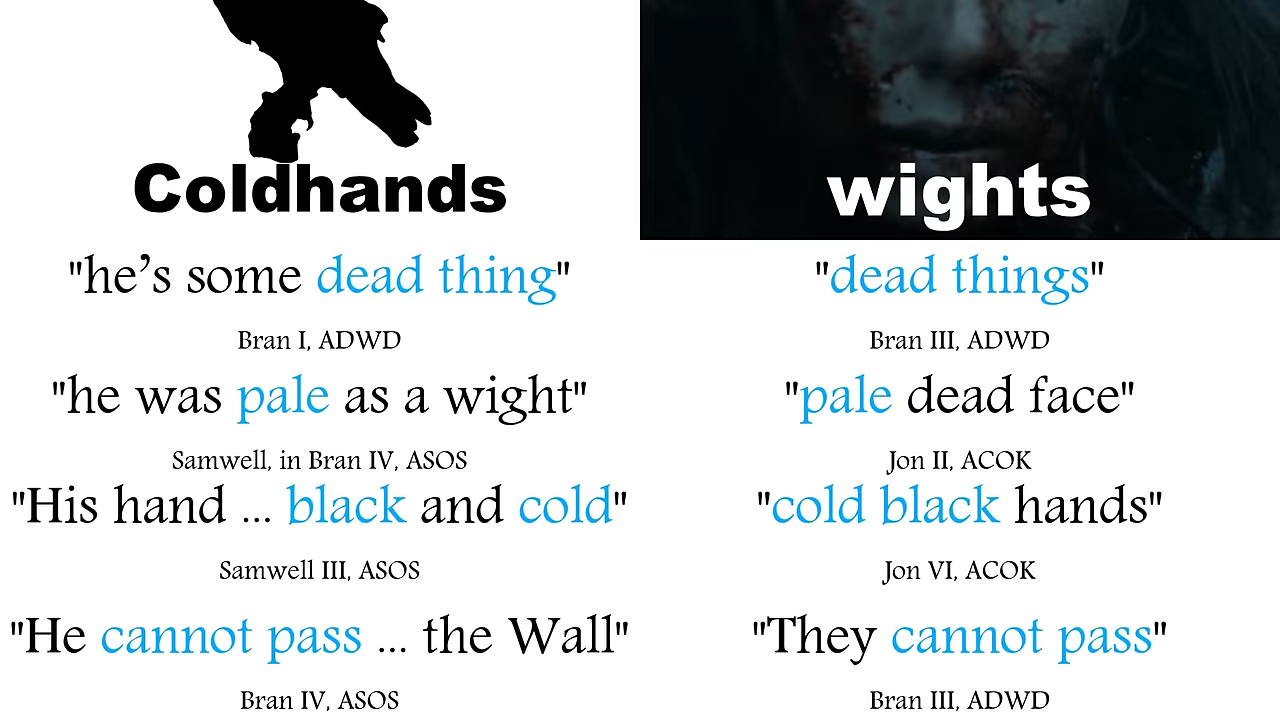 Coldhands
"he’s some dead thing"
Bran I, ADWD
"he was pale as a wight"
Samwell, in Bran IV, ASOS
"His hand ... black and cold"
Samwell III, ASOS
"He cannot pass ... the Wall"
Bran IV, ASOS
wights
"dead things"
Bran III, ADWD
"pale dead face"
Jon II, ACOK
"cold black hands"
Jon VI, ACOK
"They cannot pass"
Bran III, ADWD